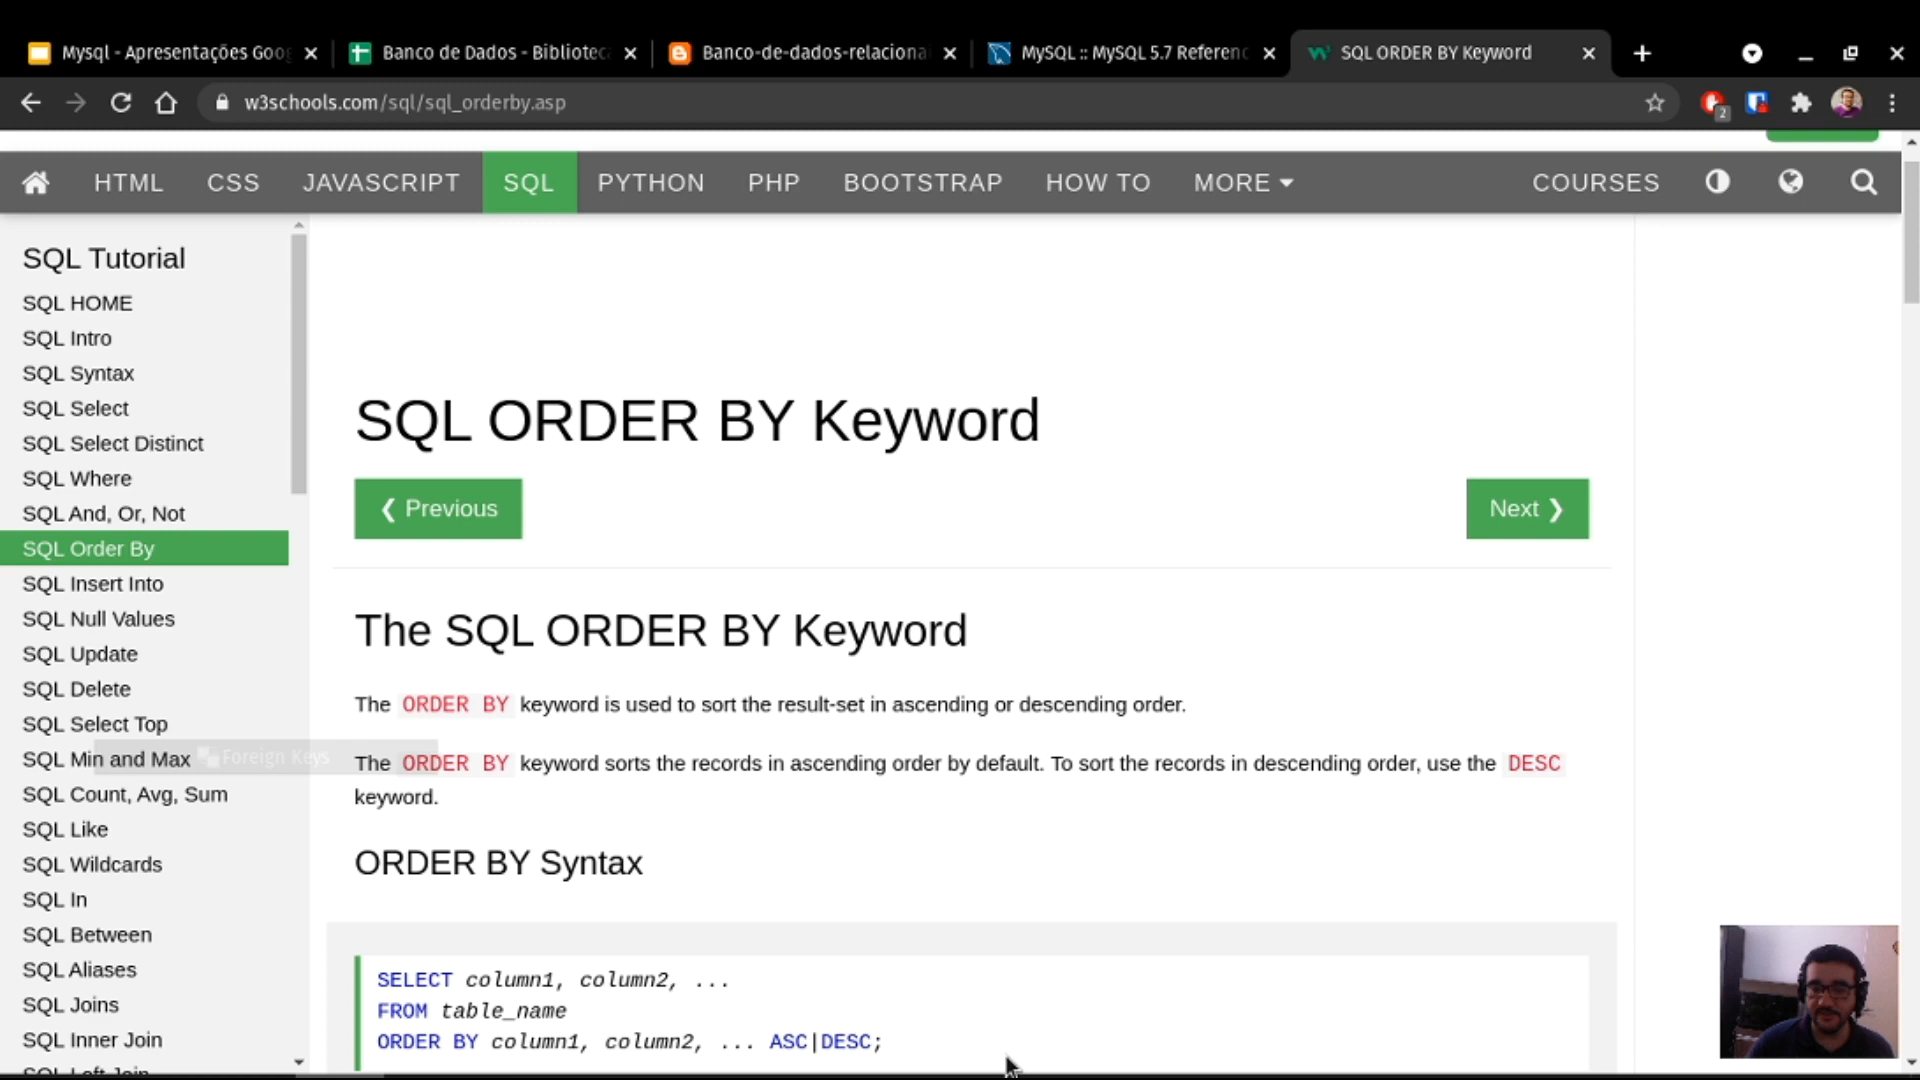 Mysql - Apresentações Goog
Banco de Dados - Bibliotec
Banco-de-dados-relaciona
MySQL :: MySQL 5.7 Referenc
SQL ORDER BY Keyword
w3schools.com/sql/sql_orderby.asp
2
HTML CSS JAVASCRIPT SQL PYTHON PHP BOOTSTRAP HOW TO MORE COURSES
SQL Tutorial
SQL HOME
SQL Intro
SQL Syntax
SQL Select
SQL Select Distinct
SQL Where
SQL And, Or, Not
SQL Order By
SQL Insert Into
SQL Null Values
SQL Update
SQL Delete
SQL Select Top
SQL Min and Max
Foreign Keys
SQL Count, Avg, Sum
SQL Like
SQL Wildcards
SQL In
SQL Between
SQL Aliases
SQL Joins
SQL Inner Join
SQL Left Join
SQL ORDER BY Keyword
❮ Previous
Next ❯
The SQL ORDER BY Keyword
The ORDER BY keyword is used to sort the result-set in ascending or descending order.
The ORDER BY keyword sorts the records in ascending order by default. To sort the records in descending order, use the DESC
keyword.
ORDER BY Syntax
SELECT column1, column2, ...
FROM table_name
ORDER BY column1, column2, ... ASC|DESC;